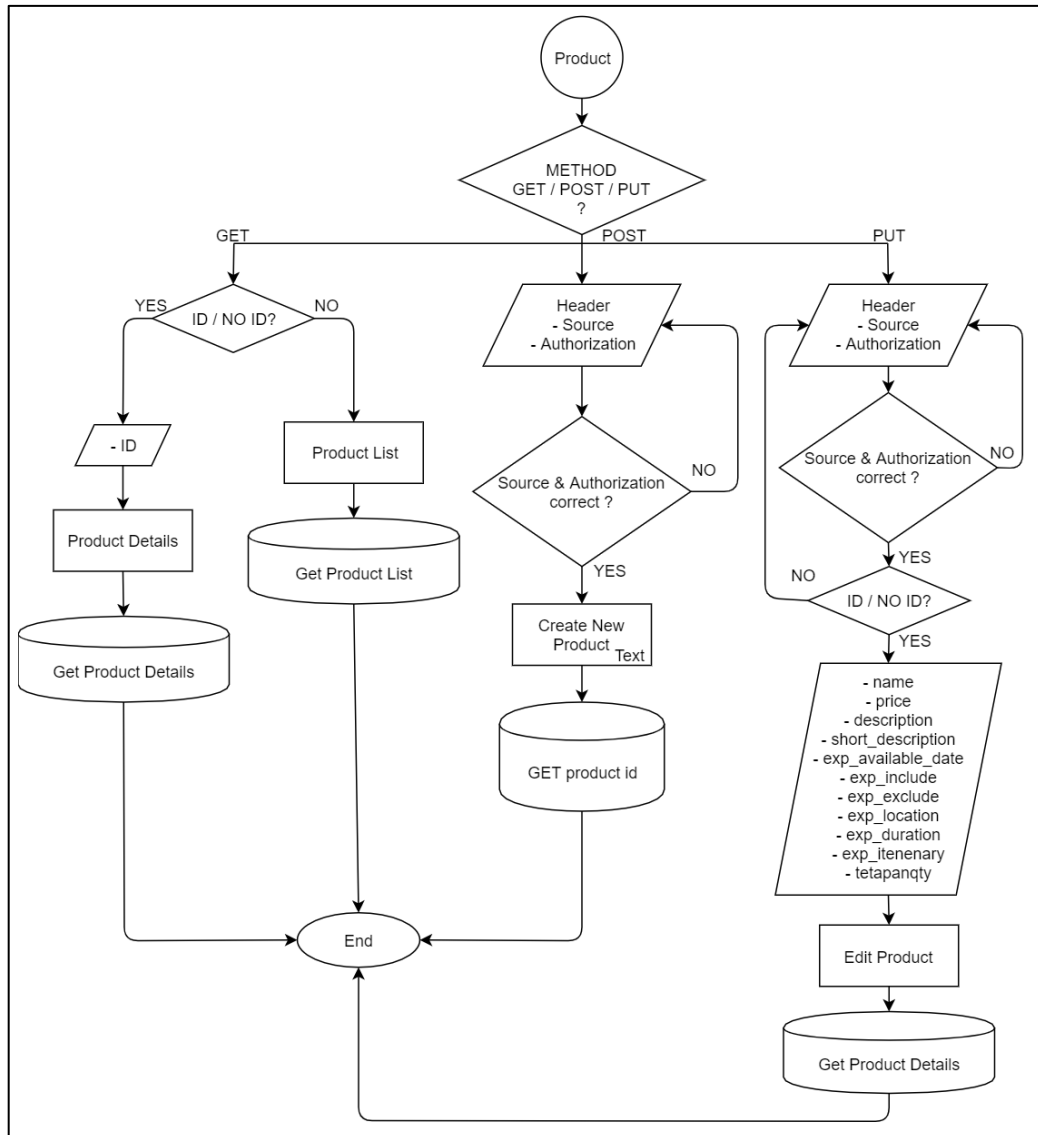 Product
METHOD
GET / POST / PUT
?
GET
POST
PUT
YES
ID / NO ID?
NO
- ID
Product Details
Get Product Details
Product List
Get Product List
Header
- Source
- Authorization
Source & Authorization
correct ?
NO
YES
Create New
Product
Text
GET product id
Header
- Source
- Authorization
Source & Authorization
correct ?
NO
YES
NO
ID / NO ID?
YES
- name
- price
- description
- short_description
- exp_available_date
- exp_include
- exp_exclude
- exp_location
- exp_duration
- exp_itenenary
- tetapanqty
Edit Product
Get Product Details
End